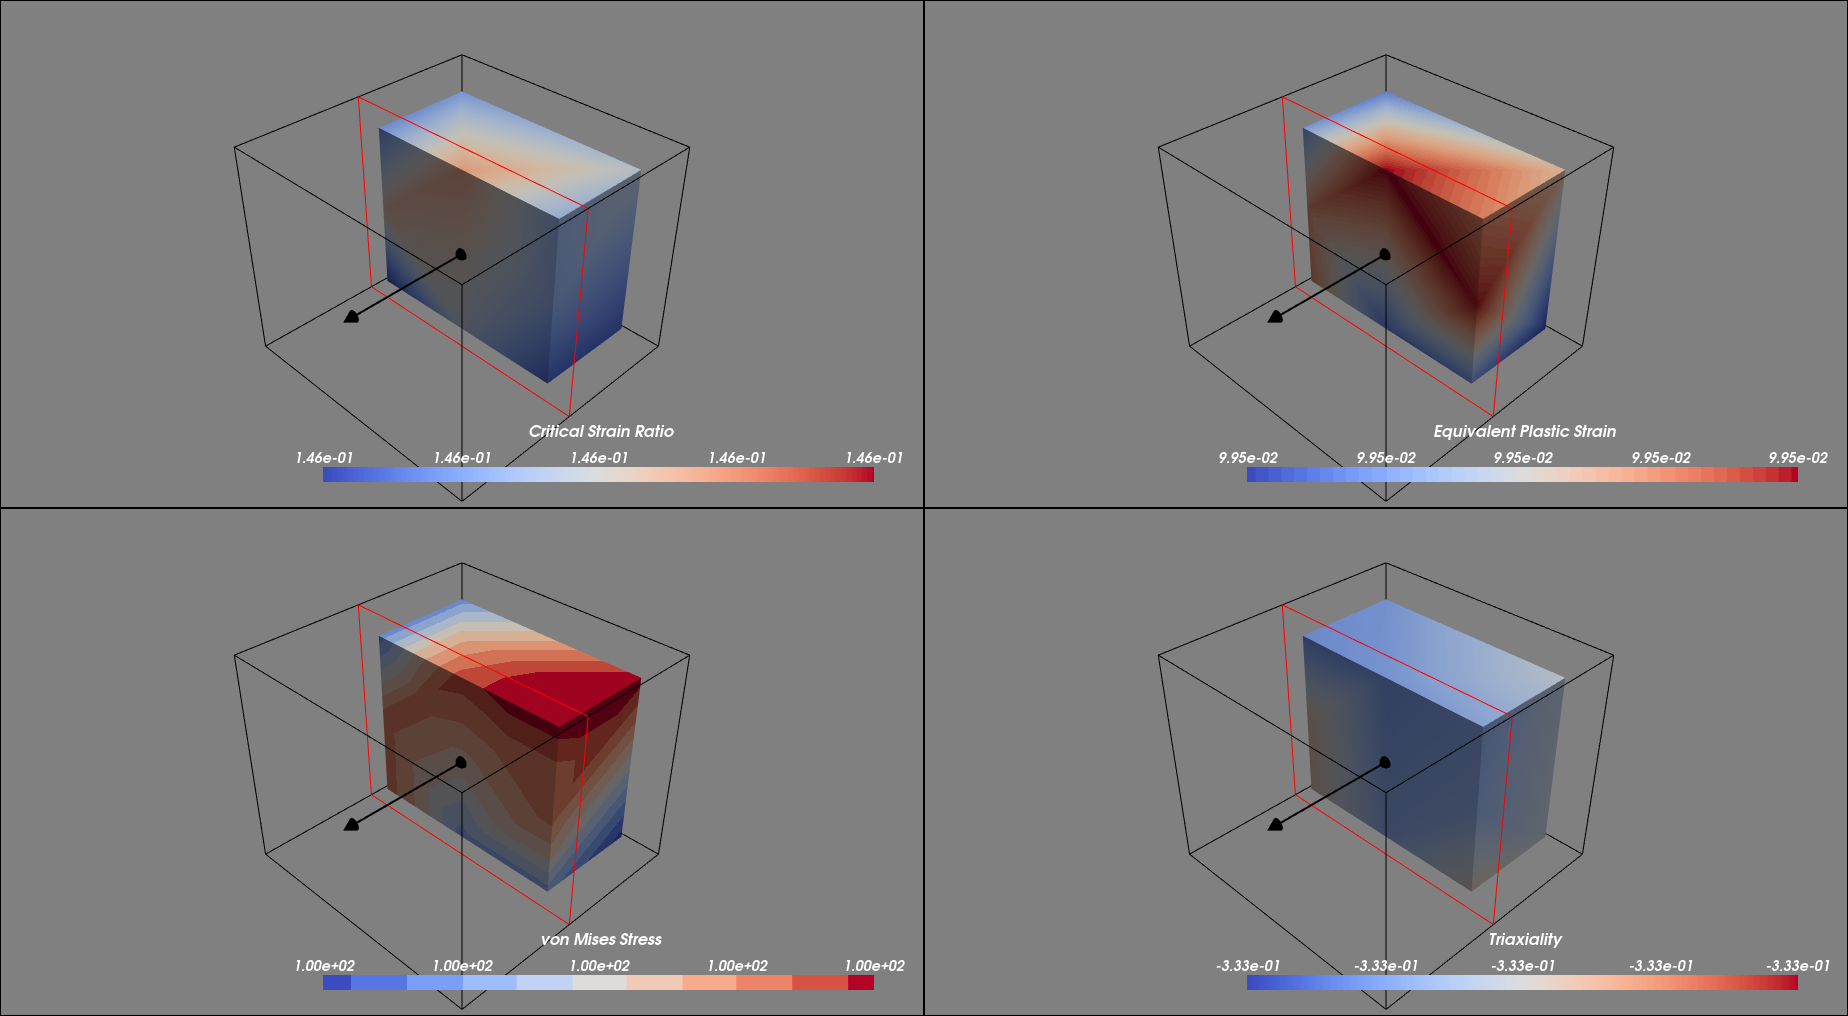 Critical Strain Ratio
1.46e-01 1.46e-01 1.46e-01 1.46e-01 1.46e-01
Equivalent Plastic Strain
9.95e-02 9.95e-02 9.95e-02 9.95e-02 9.95e-02
von Mises Stress
1.00e+02 1.00e+02 1.00e+02 1.00e+02 1.00e+02
Triaxiality
-3.33e-01 -3.33e-01 -3.33e-01 -3.33e-01 -3.33e-01